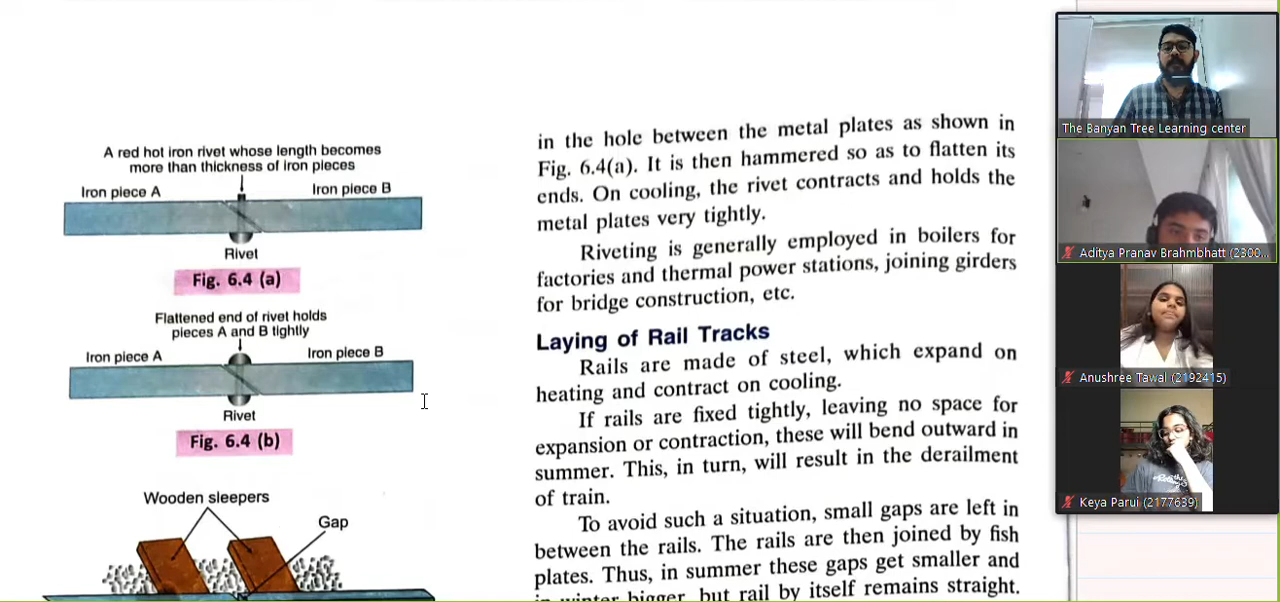 A red hot iron rivet whose length becomes
more than thickness of iron pieces
Iron piece A
Iron piece B
Rivet
Fig. 6.4 (a)
Flattened end of rivet holds
pieces A and B tightly
Iron piece A
Iron piece B
Rivet
Fig. 6.4 (b)
Wooden sleepers
Gap
in the hole between the metal plates as shown in
Fig. 6.4(a). It is then hammered so as to flatten its
ends. On cooling, the rivet contracts and holds the
metal plates very tightly.
Riveting is generally employed in boilers for
factories and thermal power stations, joining girders
for bridge construction, etc.
Laying of Rail Tracks
Rails are made of steel, which expand on
heating and contract on cooling.
If rails are fixed tightly, leaving no space for
expansion or contraction, these will bend outward in
summer. This, in turn, will result in the derailment
of train.
To avoid such a situation, small gaps are left in
between the rails. The rails are then joined by fish
plates. Thus, in summer these gaps get smaller and
in winter bigger, but rail by itself remains straight.
The Banyan Tree Learning center
Aditya Pranav Brahmbhatt (2300...
Anushree Tawal (2192415)
Keya Parui (2177639)